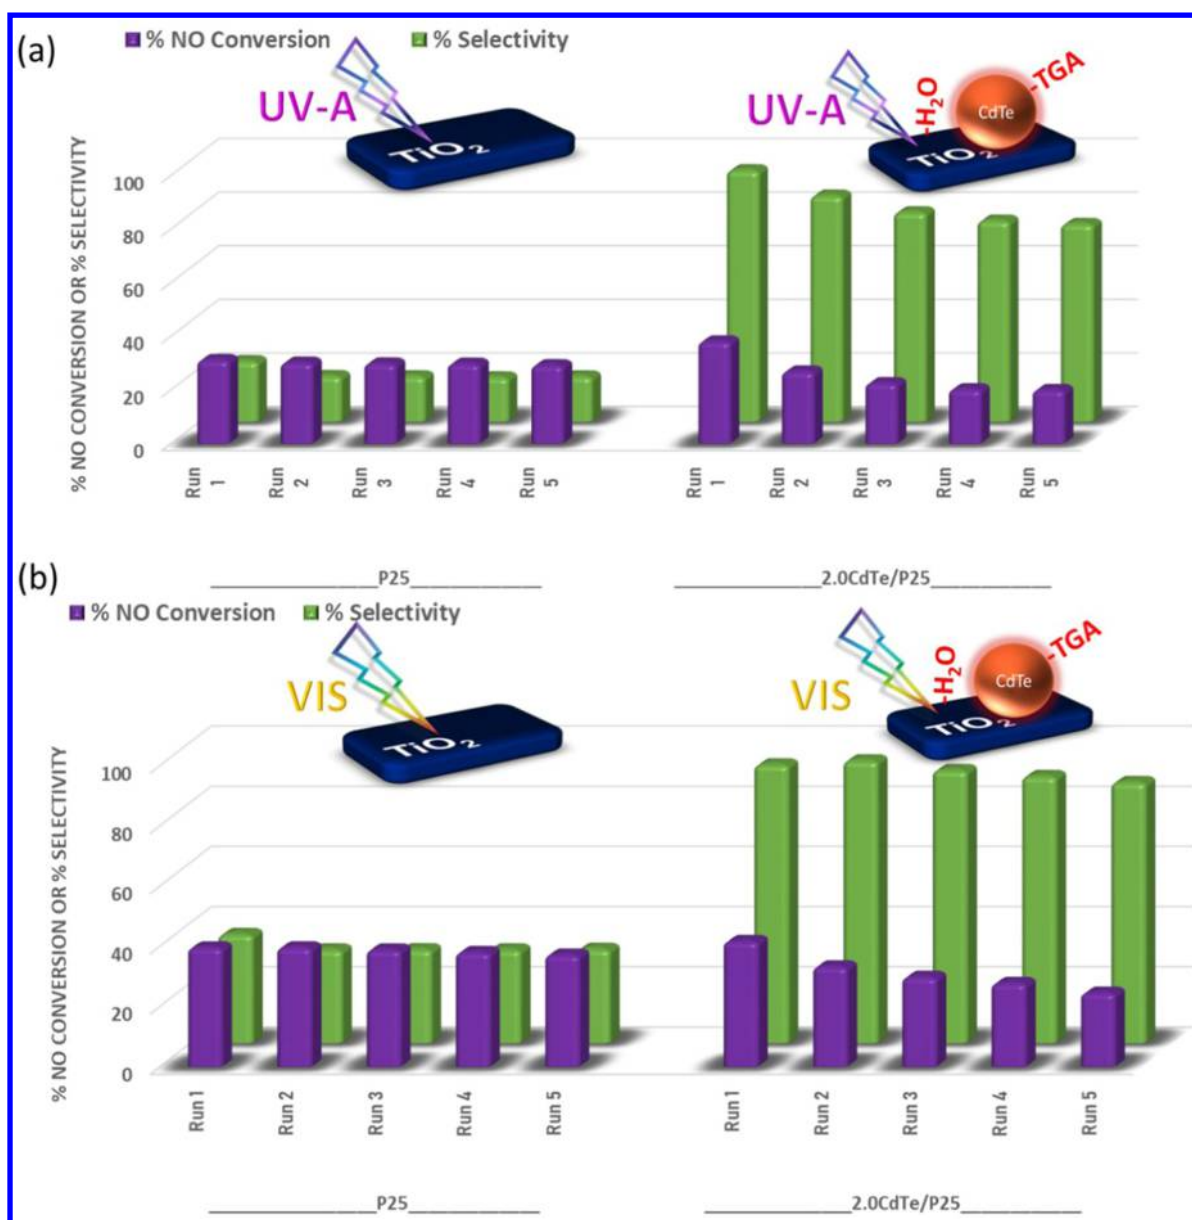 (a)
% NO Conversion
% Selectivity
UV-A
TiO₂
UV-A
-H₂O
CdTe
-TGA
TiO₂
% NO CONVERSION OR % SELECTIVITY
100
80
60
40
20
0
Run 1
Run 2
Run 3
Run 4
Run 5
Run 1
Run 2
Run 3
Run 4
Run 5
P25
2.0CdTe/P25
(b)
% NO Conversion
% Selectivity
VIS
TiO₂
VIS
-H₂O
CdTe
-TGA
TiO₂
% NO CONVERSION OR % SELECTIVITY
100
80
60
40
20
0
Run 1
Run 2
Run 3
Run 4
Run 5
Run 1
Run 2
Run 3
Run 4
Run 5
P25
2.0CdTe/P25